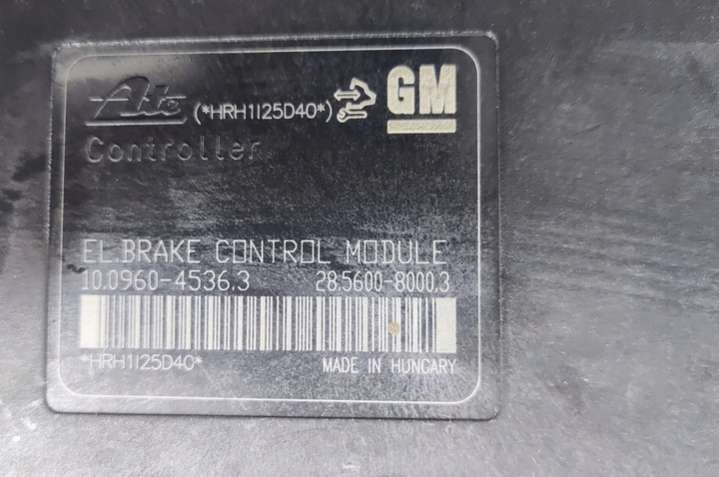 Ate (*HRH1I25D40*) GM
Controller
EL.BRAKE CONTROL MODULE
10.0960-4536.3 28.5600-8000.3
*HRH1I25D40*
MADE IN HUNGARY